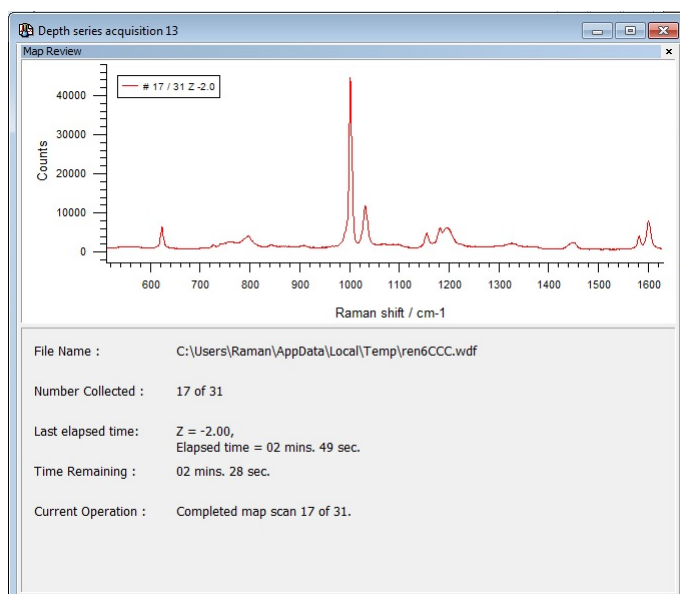 Depth series acquisition 13
Map Review
# 17 / 31 Z -2.0
Counts
40000
30000
20000
10000
0
600 700 800 900 1000 1100 1200 1300 1400 1500 1600
Raman shift / cm-1
File Name : C:\Users\Raman\AppData\Local\Temp\ren6CCC.wdf
Number Collected : 17 of 31
Last elapsed time: Z = -2.00,
Elapsed time = 02 mins. 49 sec.
Time Remaining : 02 mins. 28 sec.
Current Operation : Completed map scan 17 of 31.